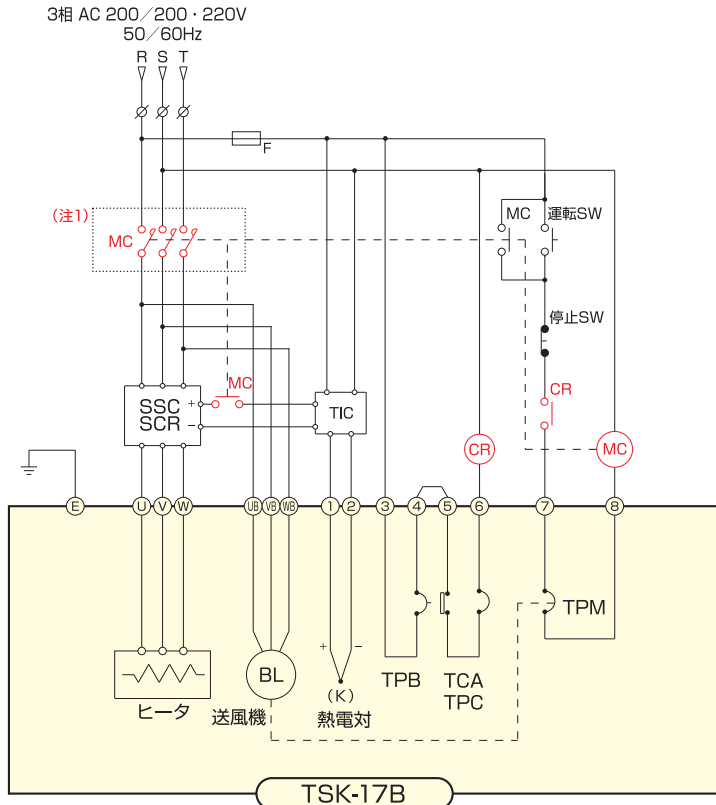 3相 AC 200/200・220V
50/60Hz
R S T
F
(注1)
MC
MC 運転SW
停止SW
MC
SSC
SCR
+
−
TIC
CR
CR
MC
E U V W UB VB WB 1 2 3 4 5 6 7 8
TPM
+ −
BL
(K)
TPB
TCA
TPC
ヒータ
送風機
熱電対
TSK-17B